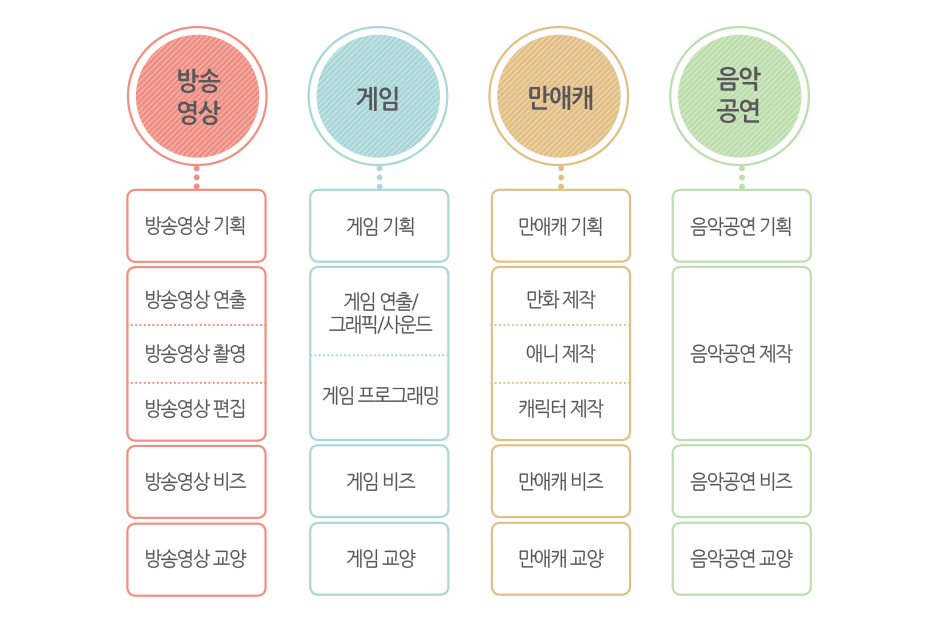 방송
영상
방송영상 기획
방송영상 연출
방송영상 촬영
방송영상 편집
방송영상 비즈
방송영상 교양
게임
게임 기획
게임 연출/
그래픽/사운드
게임 프로그래밍
게임 비즈
게임 교양
만애캐
만애캐 기획
만화 제작
애니 제작
캐릭터 제작
만애캐 비즈
만애캐 교양
음악
공연
음악공연 기획
음악공연 제작
음악공연 비즈
음악공연 교양